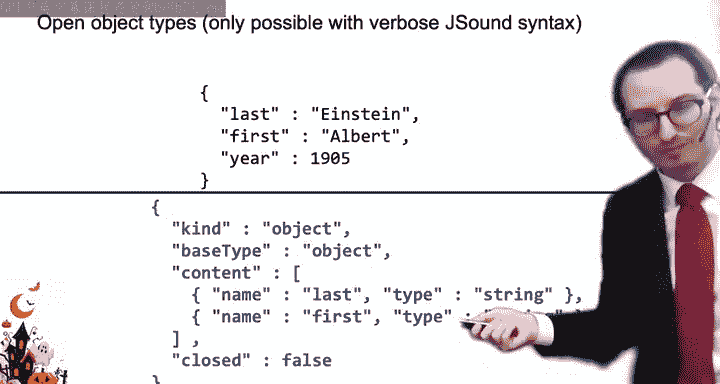 Open object types (only possible with verbose JSound syntax)
{
"last" : "Einstein",
"first" : "Albert",
"year" : 1905
}
{
"kind" : "object",
"baseType" : "object",
"content" : [
{ "name" : "last", "type" : "string" },
{ "name" : "first", "type" :
] ,
"closed" : false
}